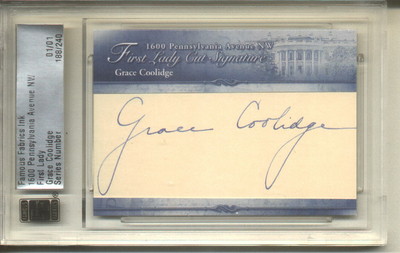 Famous Fabrics Ink
1600 Pennsylvania Avenue NW
First Lady
Grace Coolidge
Series Number
01/01
188/240
1600 Pennsylvania Avenue NW
First Lady Cut Signature
Grace Coolidge
Grace Coolidge